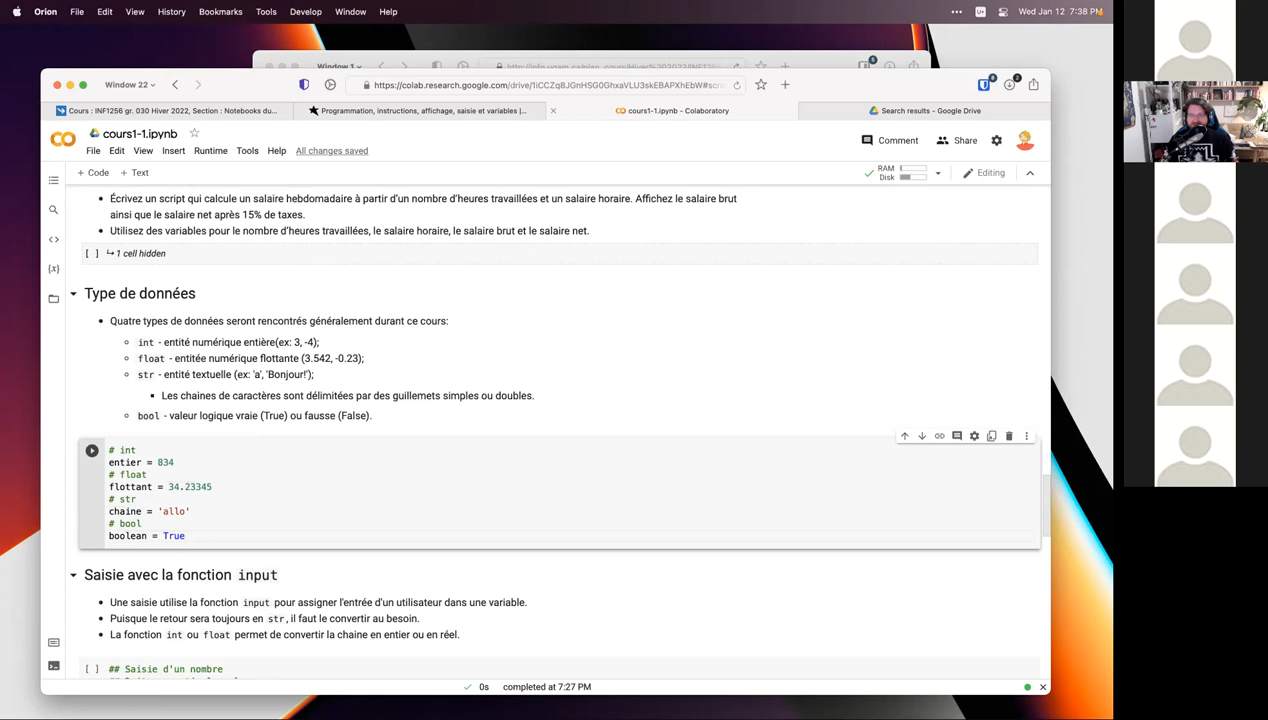 Orion File Edit View History Bookmarks Tools Develop Window Help
Wed Jan 12 7:38 PM
Window 1
Window 22
https://colab.research.google.com/drive/1iCCZq8JGnHSG0GhxaVLU3skEBAPXhEbW#scr
Cours : INF1256 gr. 030 Hiver 2022, Section : Notebooks du...
Programmation, instructions, affichage, saisie et variables |...
cours1-1.ipynb - Colaboratory
Search results - Google Drive
cours1-1.ipynb
File Edit View Insert Runtime Tools Help All changes saved
Comment
Share
+ Code + Text
RAM
Disk
Editing
Écrivez un script qui calcule un salaire hebdomadaire à partir d'un nombre d'heures travaillées et un salaire horaire. Affichez le salaire brut
ainsi que le salaire net après 15% de taxes.
Utilisez des variables pour le nombre d'heures travaillées, le salaire horaire, le salaire brut et le salaire net.
[ ] ↳ 1 cell hidden
Type de données
Quatre types de données seront rencontrés généralement durant ce cours:
int - entité numérique entière(ex: 3, -4);
float - entitée numérique flottante (3.542, -0.23);
str - entité textuelle (ex: 'a', 'Bonjour!');
Les chaînes de caractères sont délimitées par des guillemets simples ou doubles.
bool - valeur logique vraie (True) ou fausse (False).
# int
entier = 834
# float
flottant = 34.23345
# str
chaine = 'allo'
# bool
boolean = True
Saisie avec la fonction input
Une saisie utilise la fonction input pour assigner l'entrée d'un utilisateur dans une variable.
Puisque le retour sera toujours en str, il faut le convertir au besoin.
La fonction int ou float permet de convertir la chaine en entier ou en réel.
[ ] ## Saisie d'un nombre
0s completed at 7:27 PM